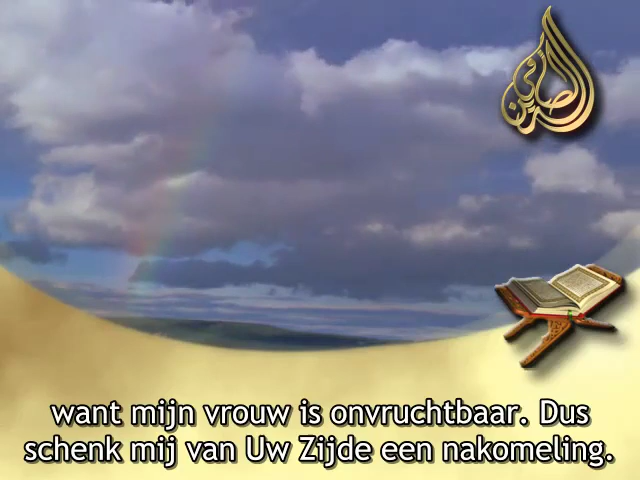 want mijn vrouw is onvruchtbaar. Dus
schenk mij van Uw Zijde een nakomeling.